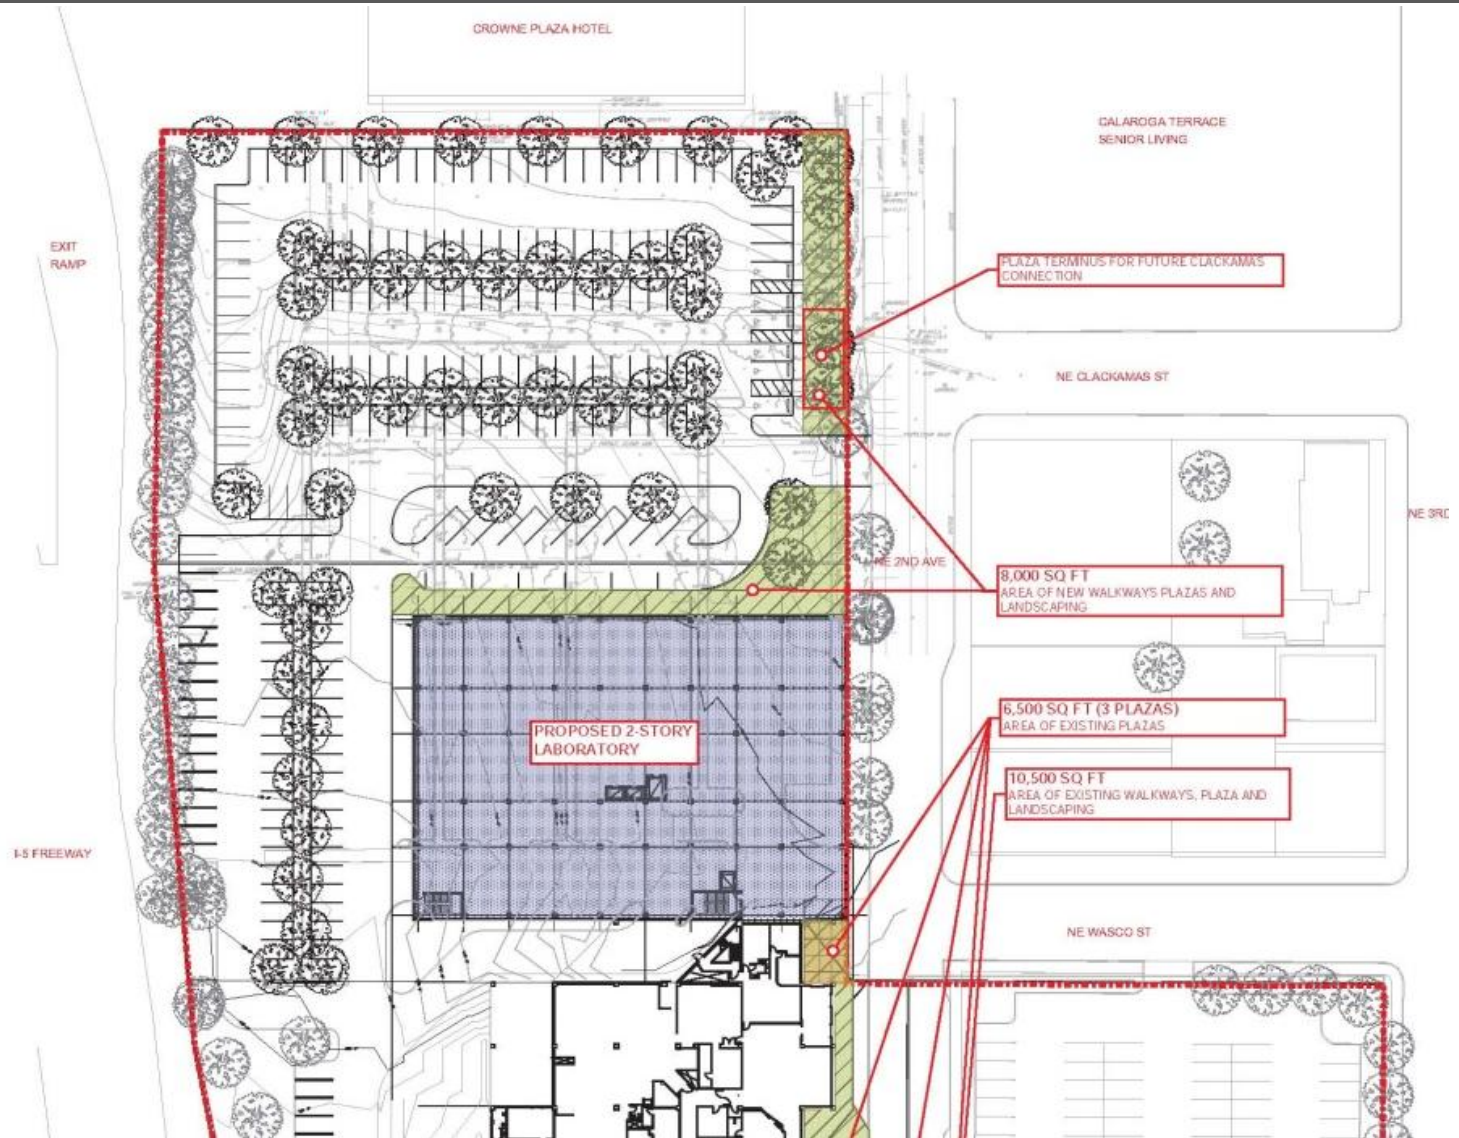 CROWNE PLAZA HOTEL
CALAROGA TERRACE
SENIOR LIVING
EXIT
RAMP
PLAZA TERMINUS FOR FUTURE CLACKAMAS
CONNECTION
NE CLACKAMAS ST
NE 3RD
NE 2ND AVE
8,000 SQ FT
AREA OF NEW WALKWAYS PLAZAS AND
LANDSCAPING
6,500 SQ FT (3 PLAZAS)
AREA OF EXISTING PLAZAS
PROPOSED 2-STORY
LABORATORY
10,500 SQ FT
AREA OF EXISTING WALKWAYS, PLAZA AND
LANDSCAPING
I-5 FREEWAY
NE WASCO ST